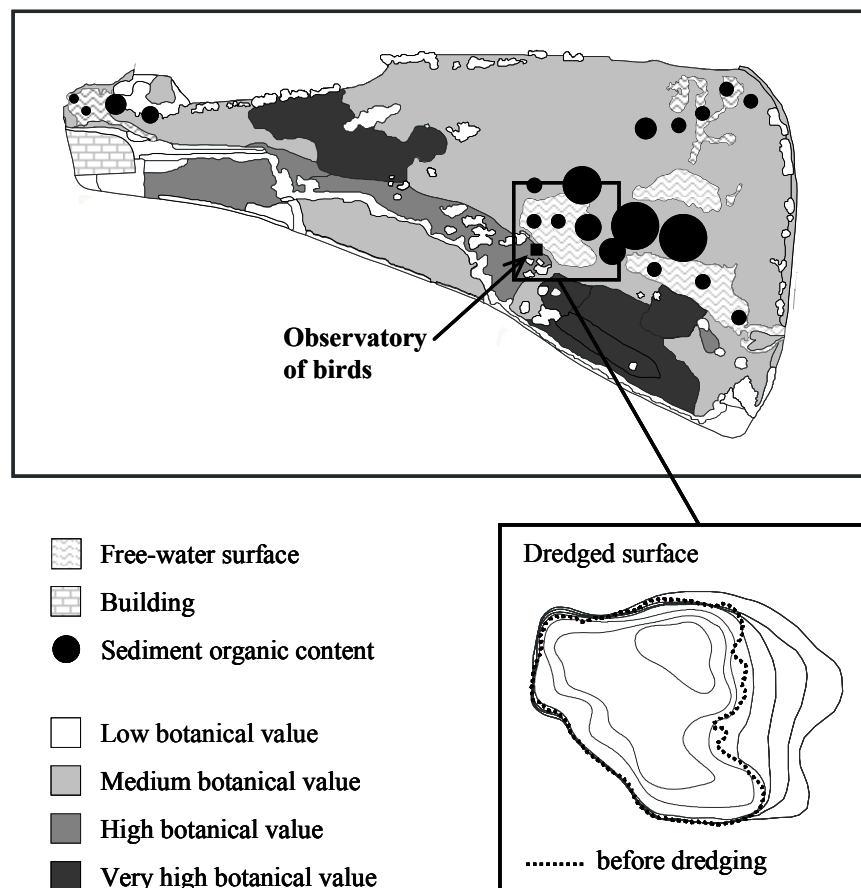 Observatory
of birds
Free-water surface
Building
Sediment organic content
Low botanical value
Medium botanical value
High botanical value
Very high botanical value
Dredged surface
before dredging